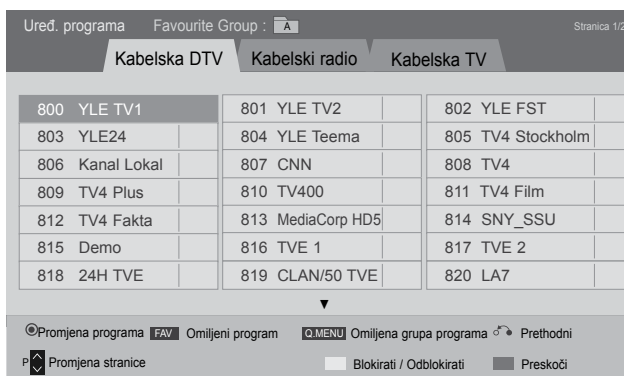 Uređ. programa Favourite Group : A Stranica 1/2
Kabelska DTV Kabelski radio Kabelska TV
800 YLE TV1 801 YLE TV2 802 YLE FST
803 YLE24 804 YLE Teema 805 TV4 Stockholm
806 Kanal Lokal 807 CNN 808 TV4
809 TV4 Plus 810 TV400 811 TV4 Film
812 TV4 Fakta 813 MediaCorp HD5 814 SNY_SSU
815 Demo 816 TVE 1 817 TVE 2
818 24H TVE 819 CLAN/50 TVE 820 LA7
Promjena programa FAV Omiljeni program Q.MENU Omiljena grupa programa Prethodni
P Promjena stranice Blokirati / Odblokirati Preskoči